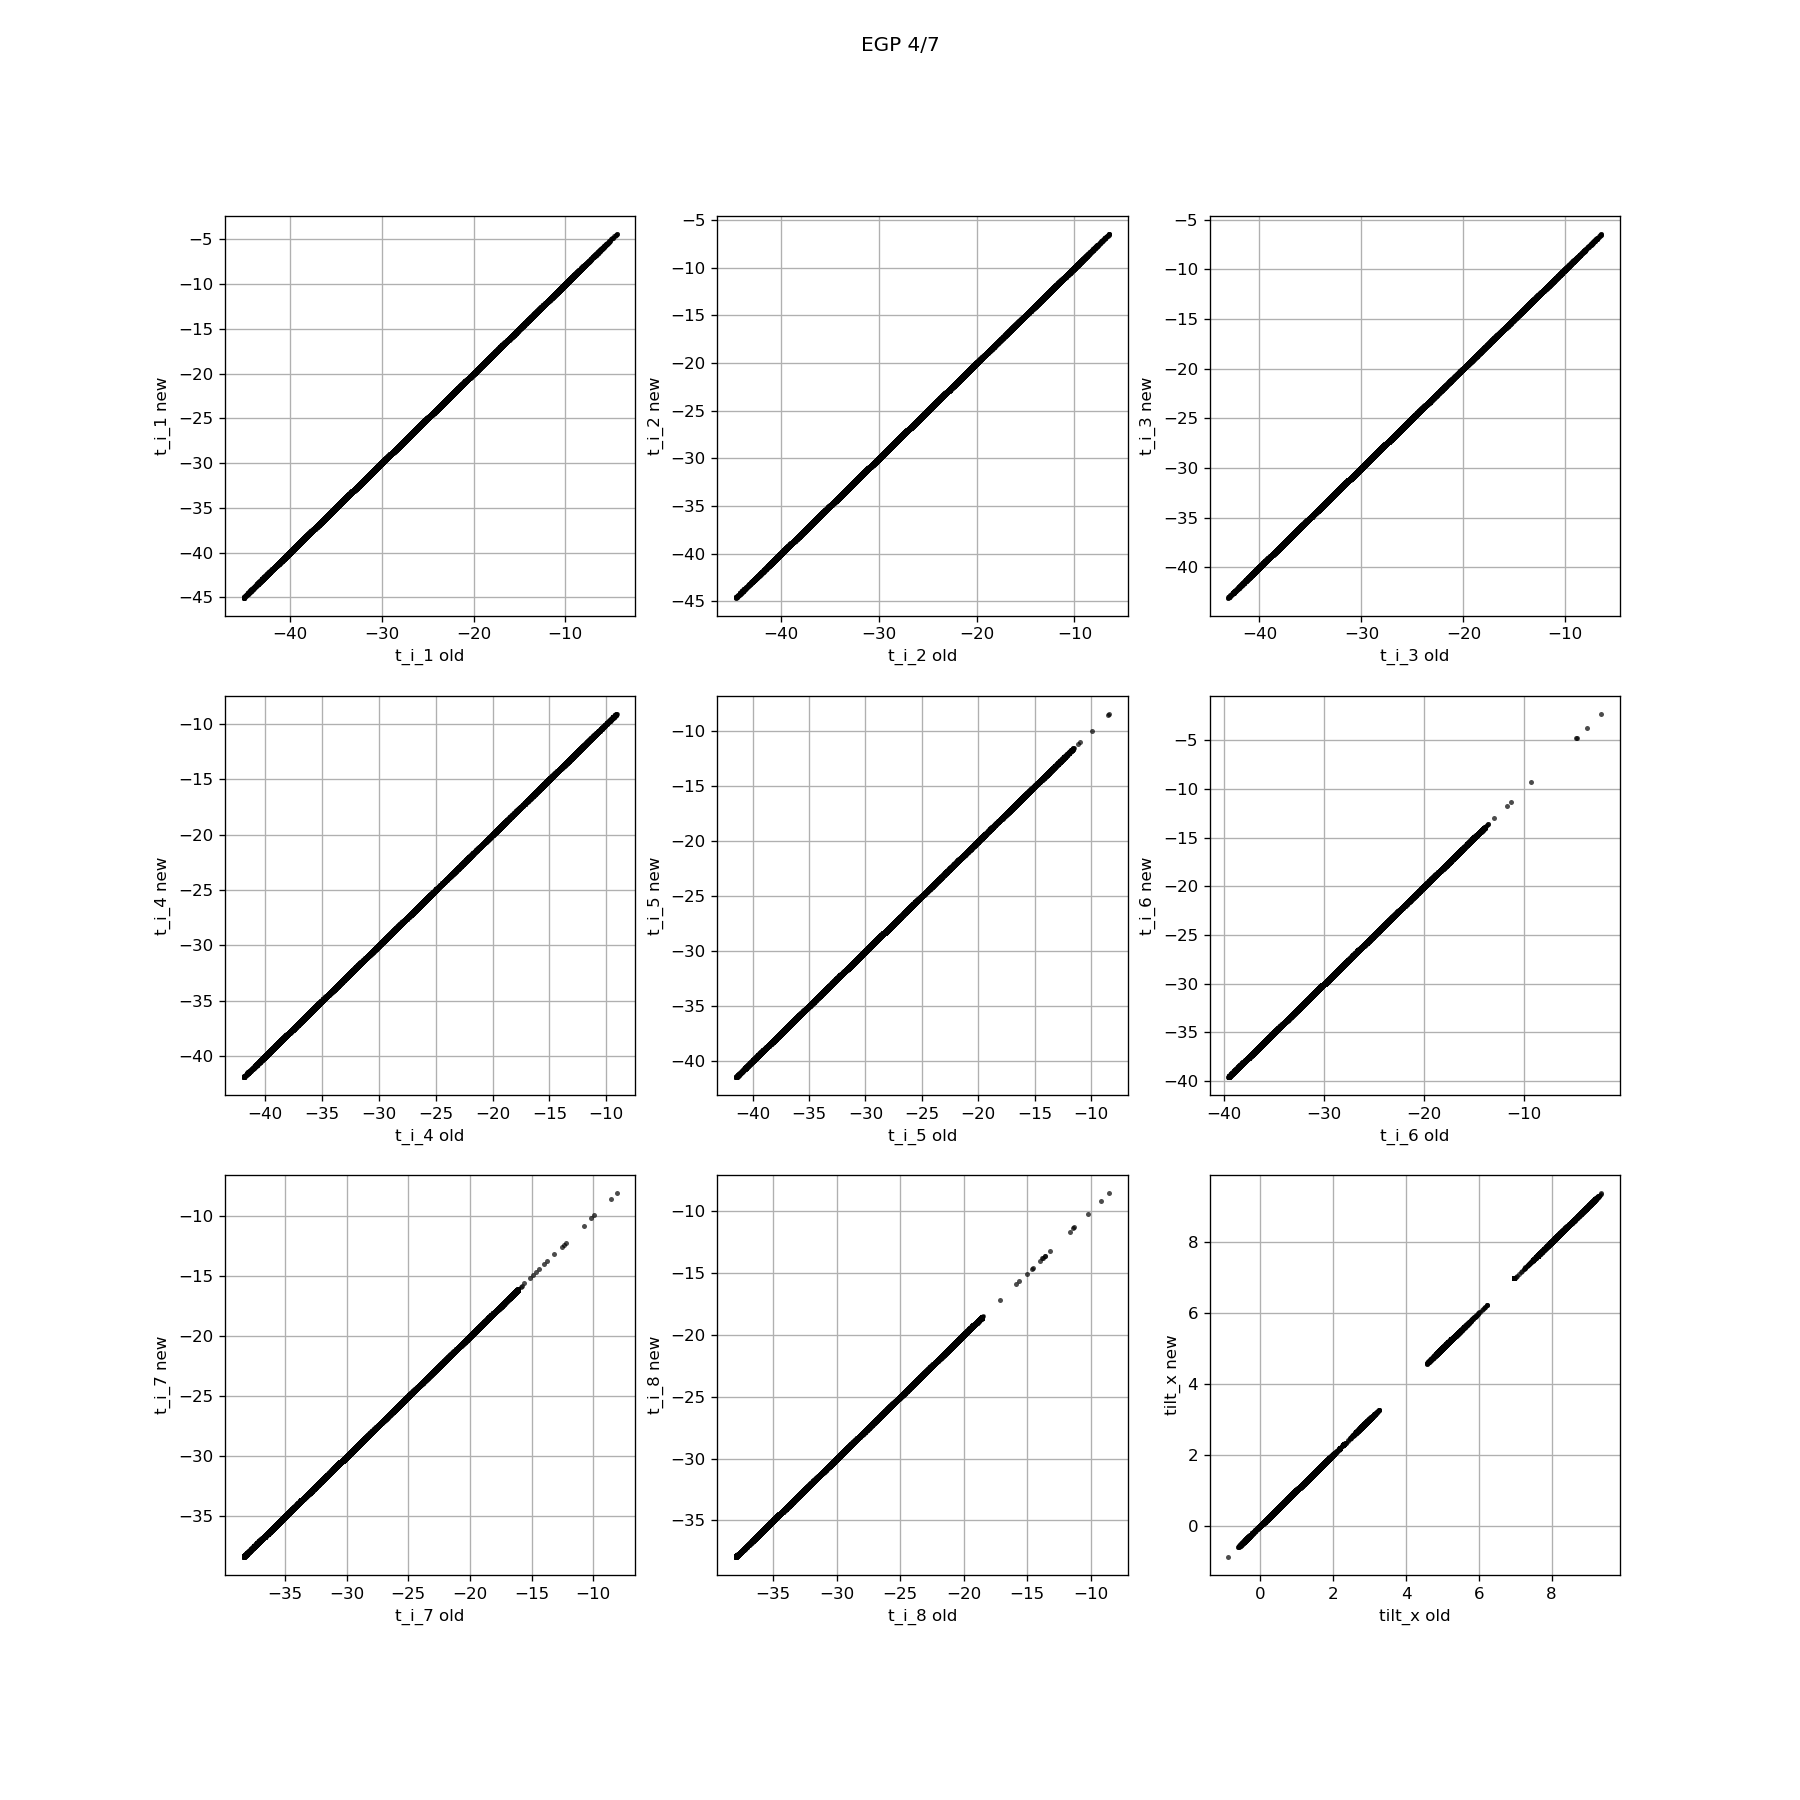 EGP 4/7
−5
−10
−15
−20
−25
−30
−35
−40
−45
t_i_1 new
−40 −30 −20 −10
t_i_1 old
−5
−10
−15
−20
−25
−30
−35
−40
−45
t_i_2 new
−40 −30 −20 −10
t_i_2 old
−5
−10
−15
−20
−25
−30
−35
−40
t_i_3 new
−40 −30 −20 −10
t_i_3 old
−10
−15
−20
−25
−30
−35
−40
t_i_4 new
−40 −35 −30 −25 −20 −15 −10
t_i_4 old
−10
−15
−20
−25
−30
−35
−40
t_i_5 new
−40 −35 −30 −25 −20 −15 −10
t_i_5 old
−5
−10
−15
−20
−25
−30
−35
−40
t_i_6 new
−40 −30 −20 −10
t_i_6 old
−10
−15
−20
−25
−30
−35
t_i_7 new
−35 −30 −25 −20 −15 −10
t_i_7 old
−10
−15
−20
−25
−30
−35
t_i_8 new
−35 −30 −25 −20 −15 −10
t_i_8 old
8
6
4
2
0
tilt_x new
0 2 4 6 8
tilt_x old